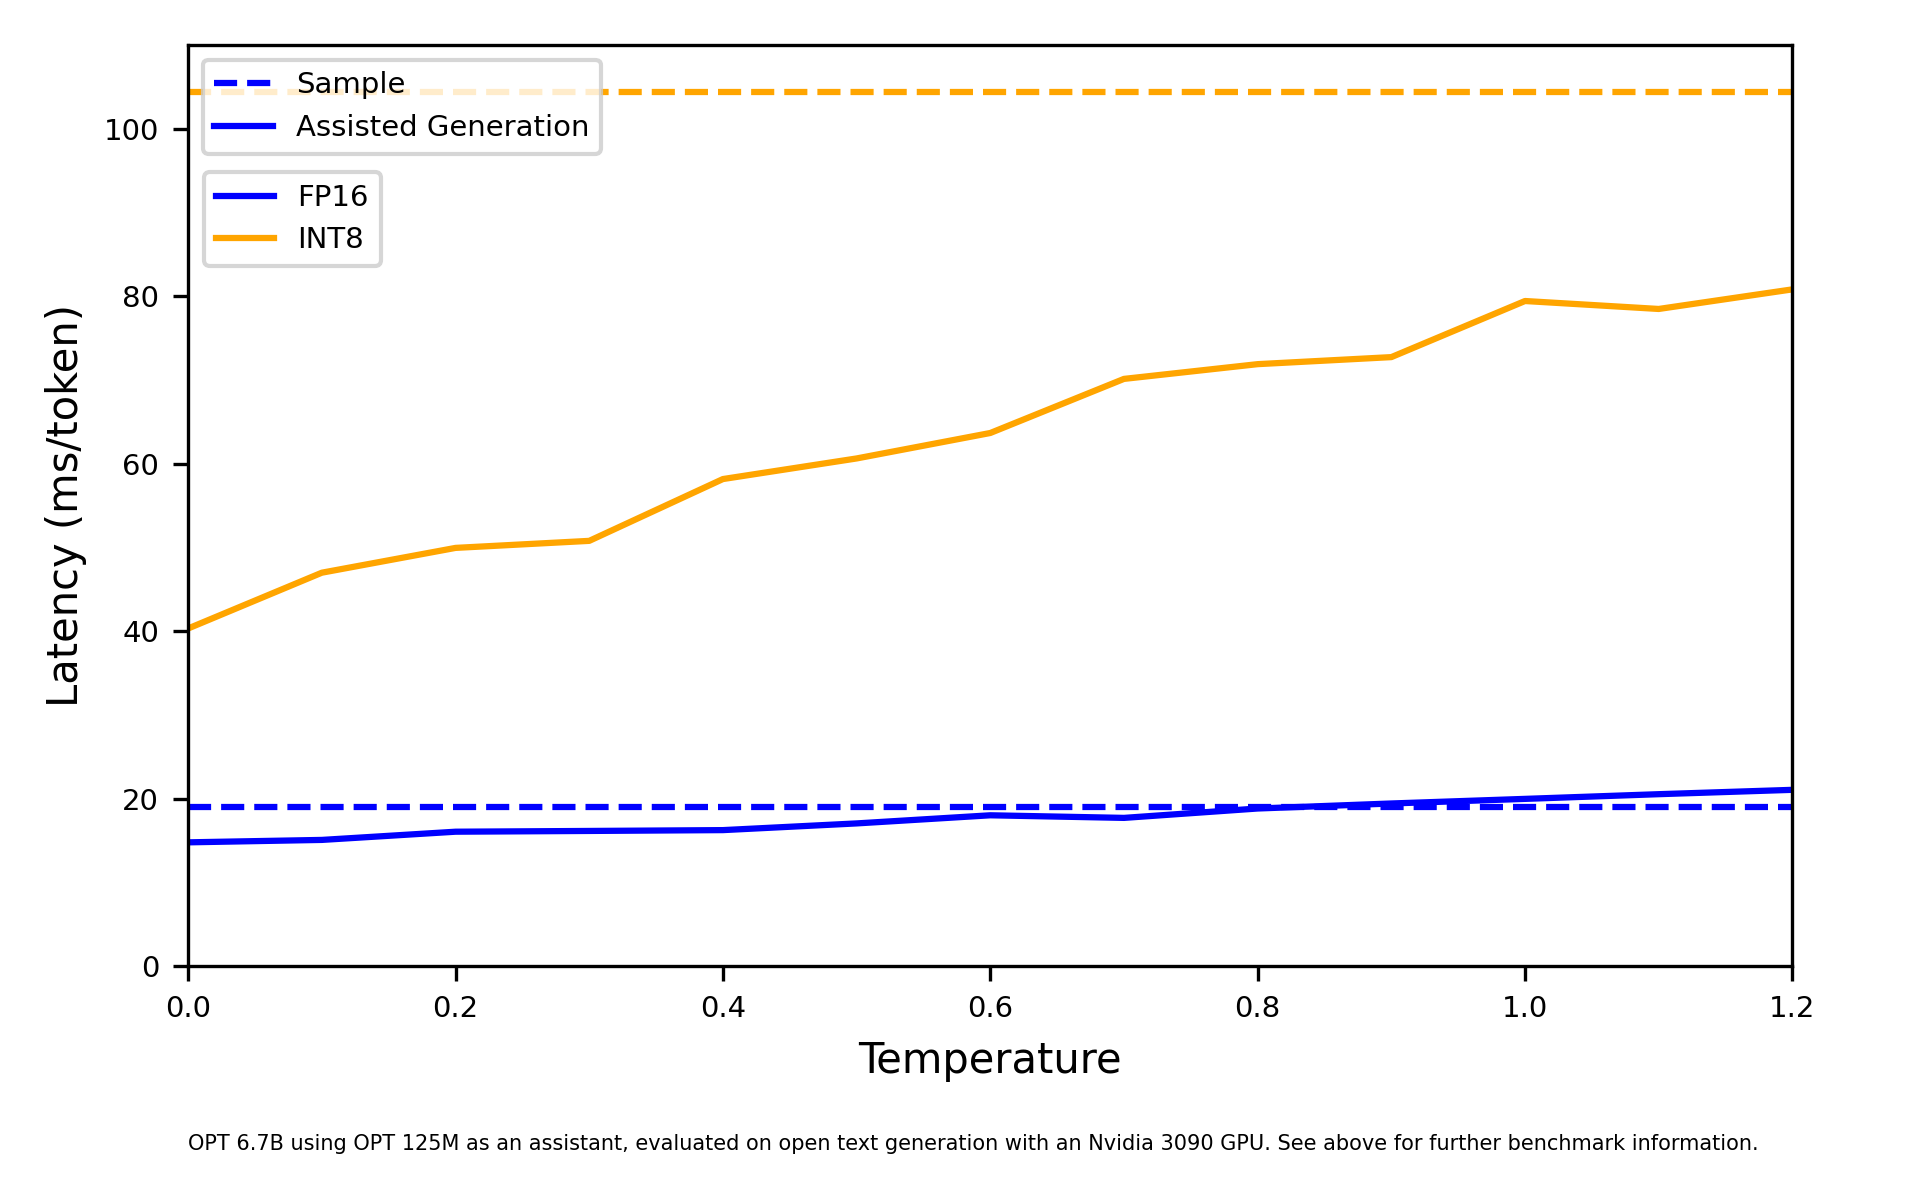 Sample
Assisted Generation
FP16
INT8
100
80
60
40
20
0
Latency (ms/token)
0.0 0.2 0.4 0.6 0.8 1.0 1.2
Temperature
OPT 6.7B using OPT 125M as an assistant, evaluated on open text generation with an Nvidia 3090 GPU. See above for further benchmark information.